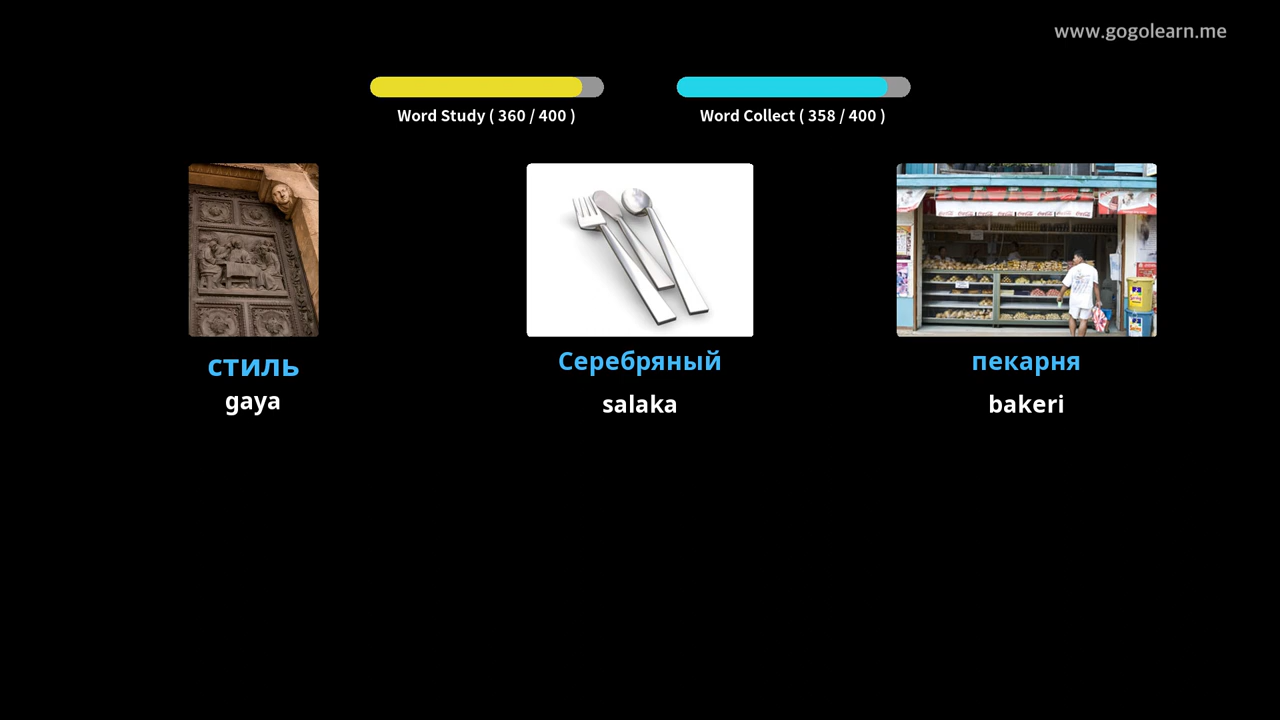 www.gogolearn.me
Word Study ( 360 / 400 )
Word Collect ( 358 / 400 )
стиль
gaya
Серебряный
salaka
пекарня
bakeri